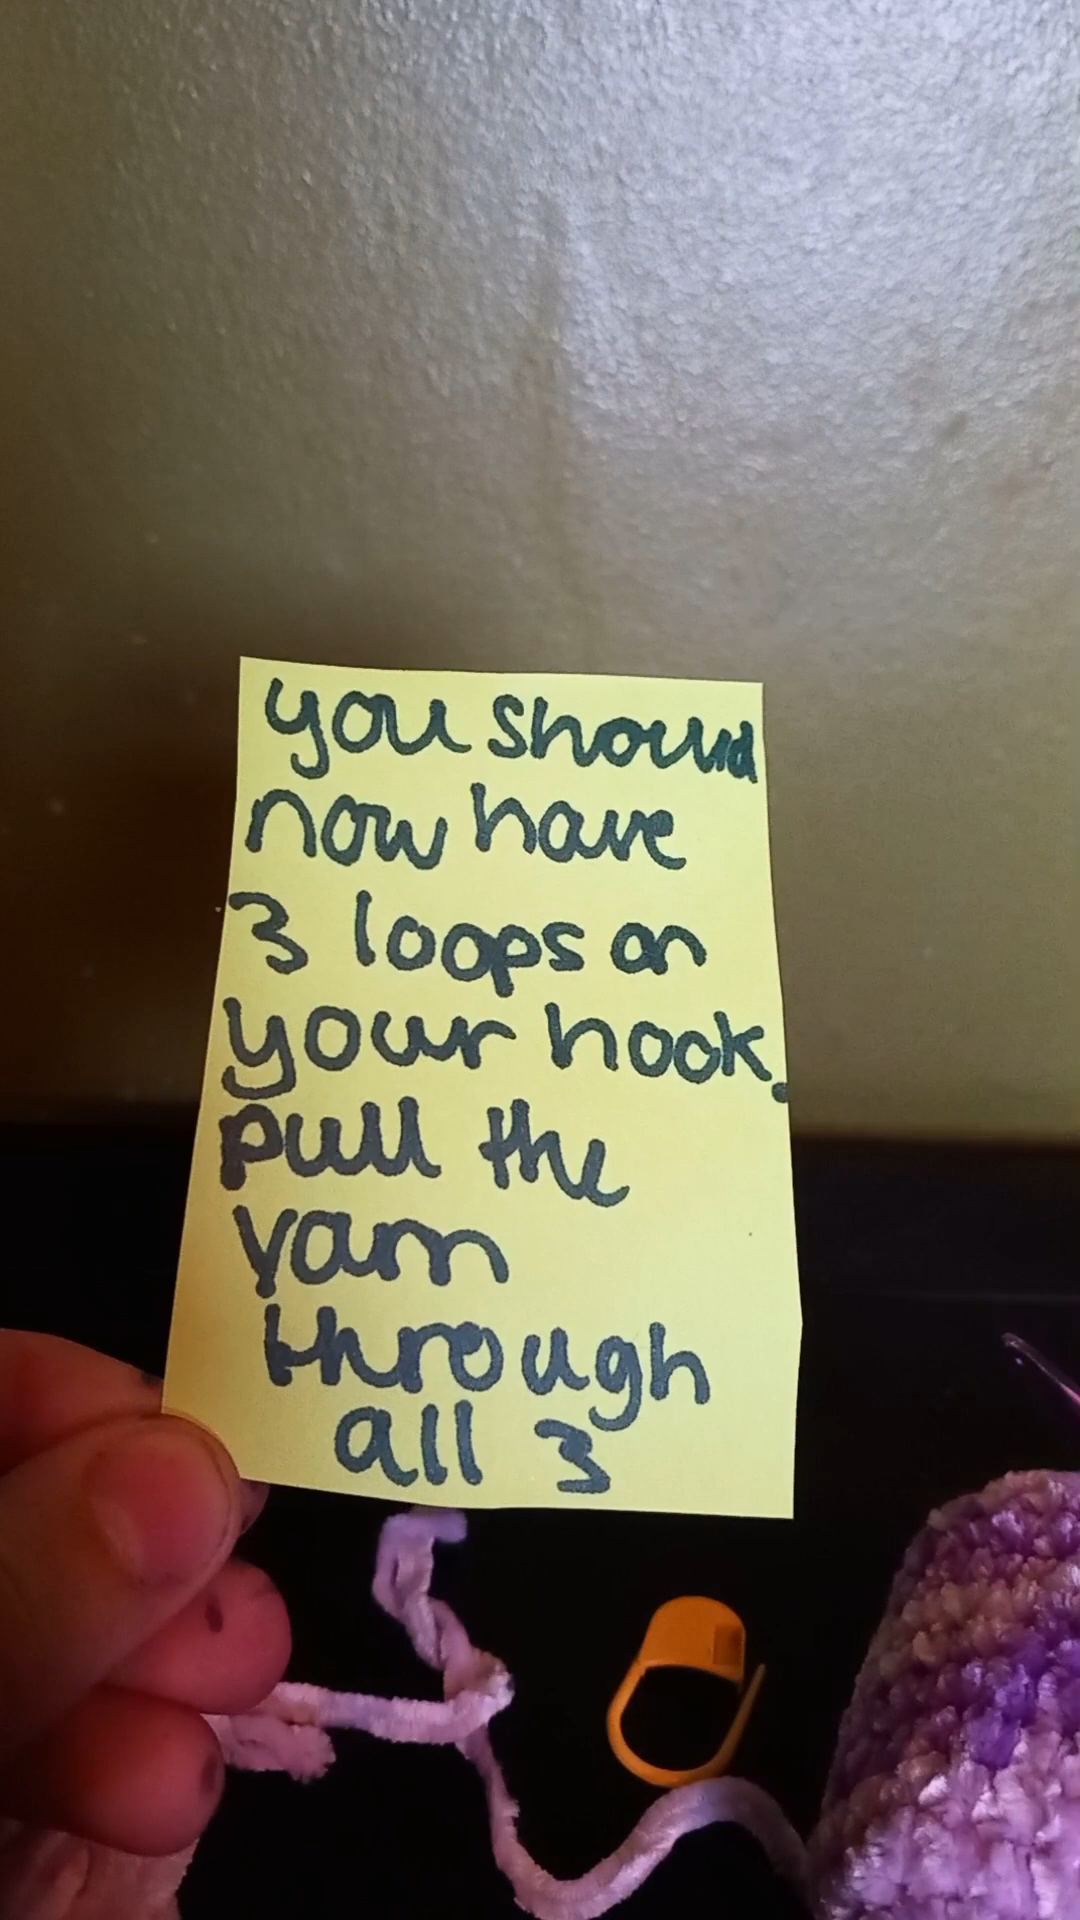 you should
now have
3 loops on
your hook.
pull the
yarn
through
all 3